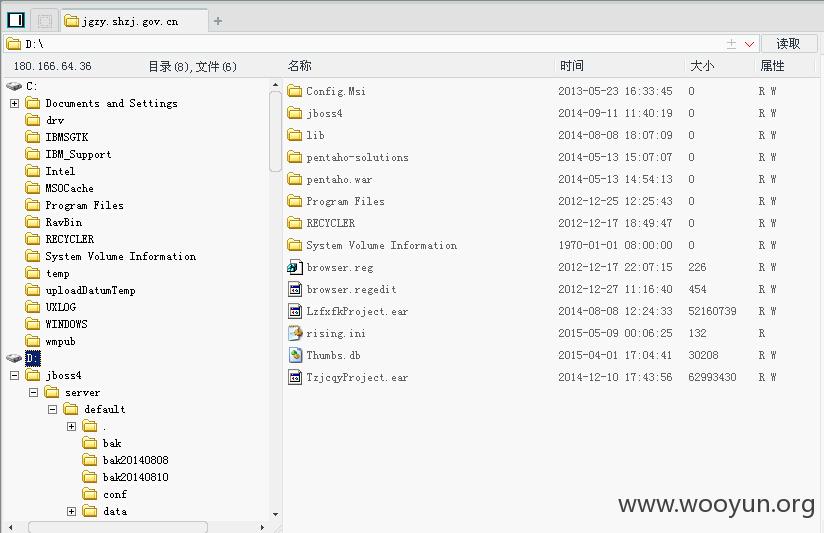 jgzy.shzj.gov.cn
D:\
读取
180.166.64.36 目录(8),文件(6)
名称 时间 大小 属性
C:
Documents and Settings
drv
IBMSGTK
IBM_Support
Intel
MSOCache
Program Files
RavBin
RECYCLER
System Volume Information
temp
uploadDatumTemp
UXLOG
WINDOWS
wmpub
D:
jboss4
server
default
.
bak
bak20140808
bak20140810
conf
data
Config.Msi 2013-05-23 16:33:45 0 R W
jboss4 2014-09-11 11:40:19 0 R W
lib 2014-08-08 18:07:09 0 R W
pentaho-solutions 2014-05-13 15:07:07 0 R W
pentaho.war 2014-05-13 14:54:13 0 R W
Program Files 2012-12-25 12:25:43 0 R W
RECYCLER 2012-12-17 18:49:47 0 R W
System Volume Information 1970-01-01 08:00:00 0 R W
browser.reg 2012-12-17 22:07:15 226 R W
browser.regedit 2012-12-27 11:16:40 454 R W
LzfxfkProject.ear 2014-08-08 12:24:33 52160739 R W
rising.ini 2015-05-09 00:06:25 132 R
Thumbs.db 2015-04-01 17:04:41 30208 R W
TzjcqyProject.ear 2014-12-10 17:43:56 62993430 R W
www.wooyun.org